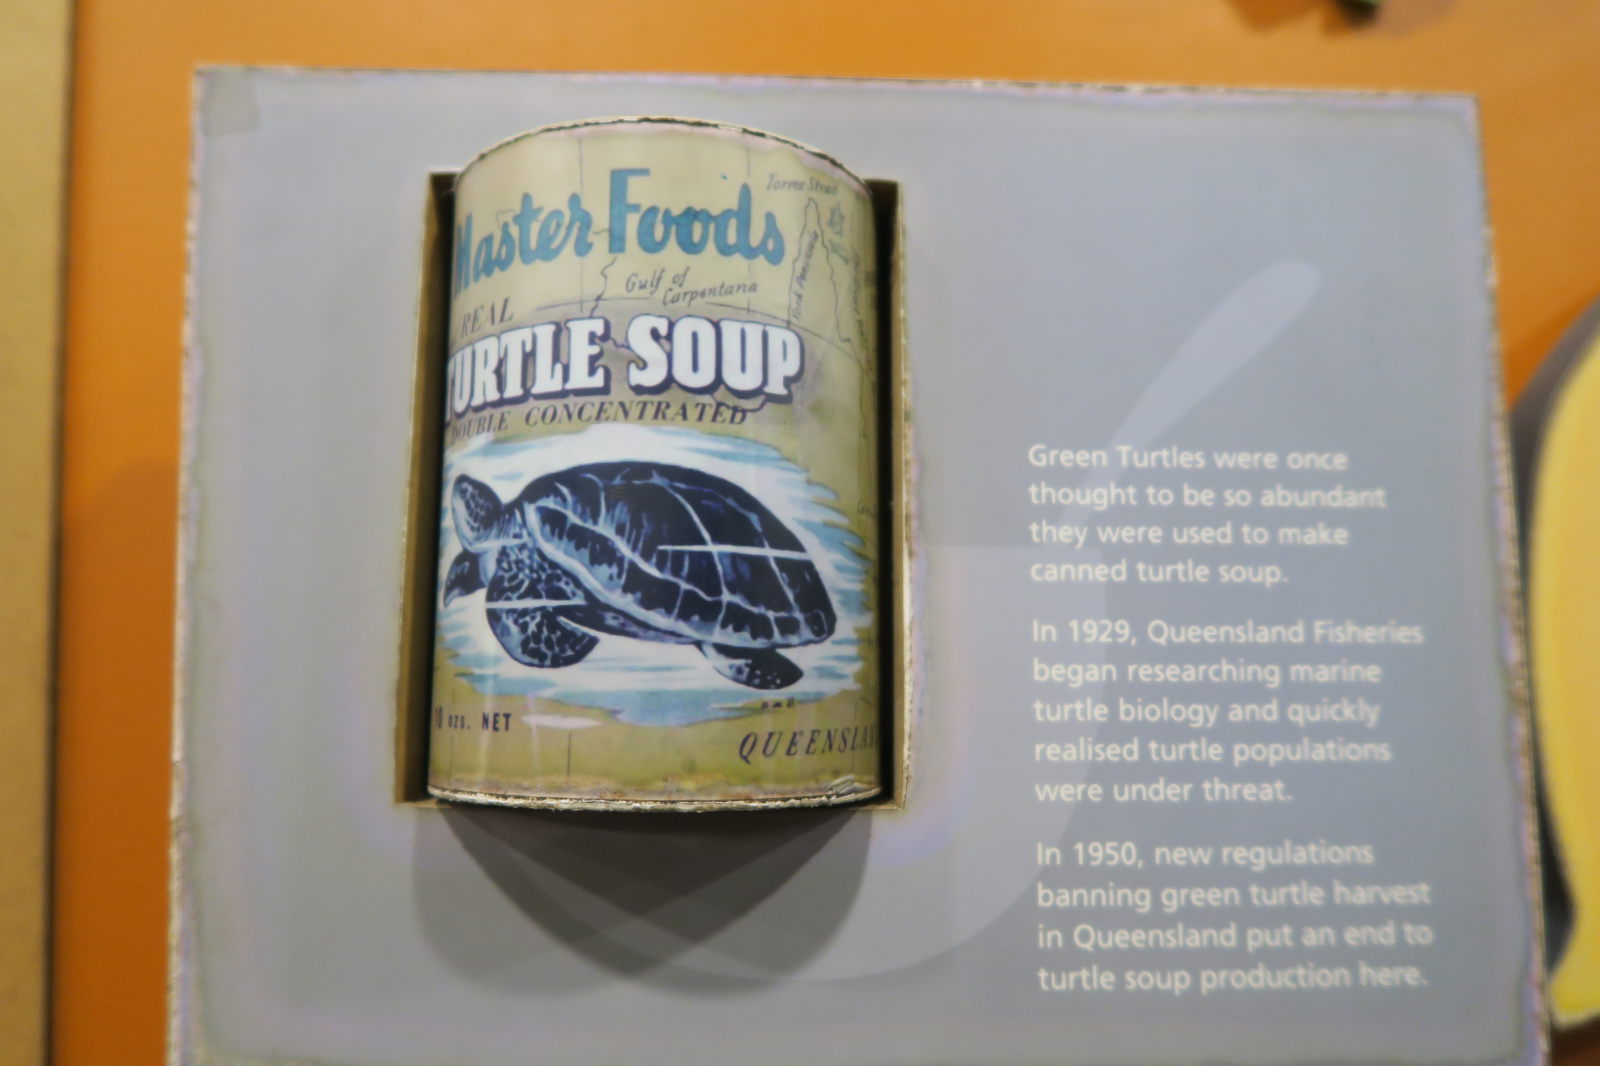 Master Foods
Torres Strait
Gulf of
Carpentaria
REAL
TURTLE SOUP
DOUBLE CONCENTRATED
10 OZS. NET
Green Turtles were once
thought to be so abundant
they were used to make
canned turtle soup.
In 1929, Queensland Fisheries
began researching marine
turtle biology and quickly
realised turtle populations
were under threat.
In 1950, new regulations
banning green turtle harvest
in Queensland put an end to
turtle soup production here.